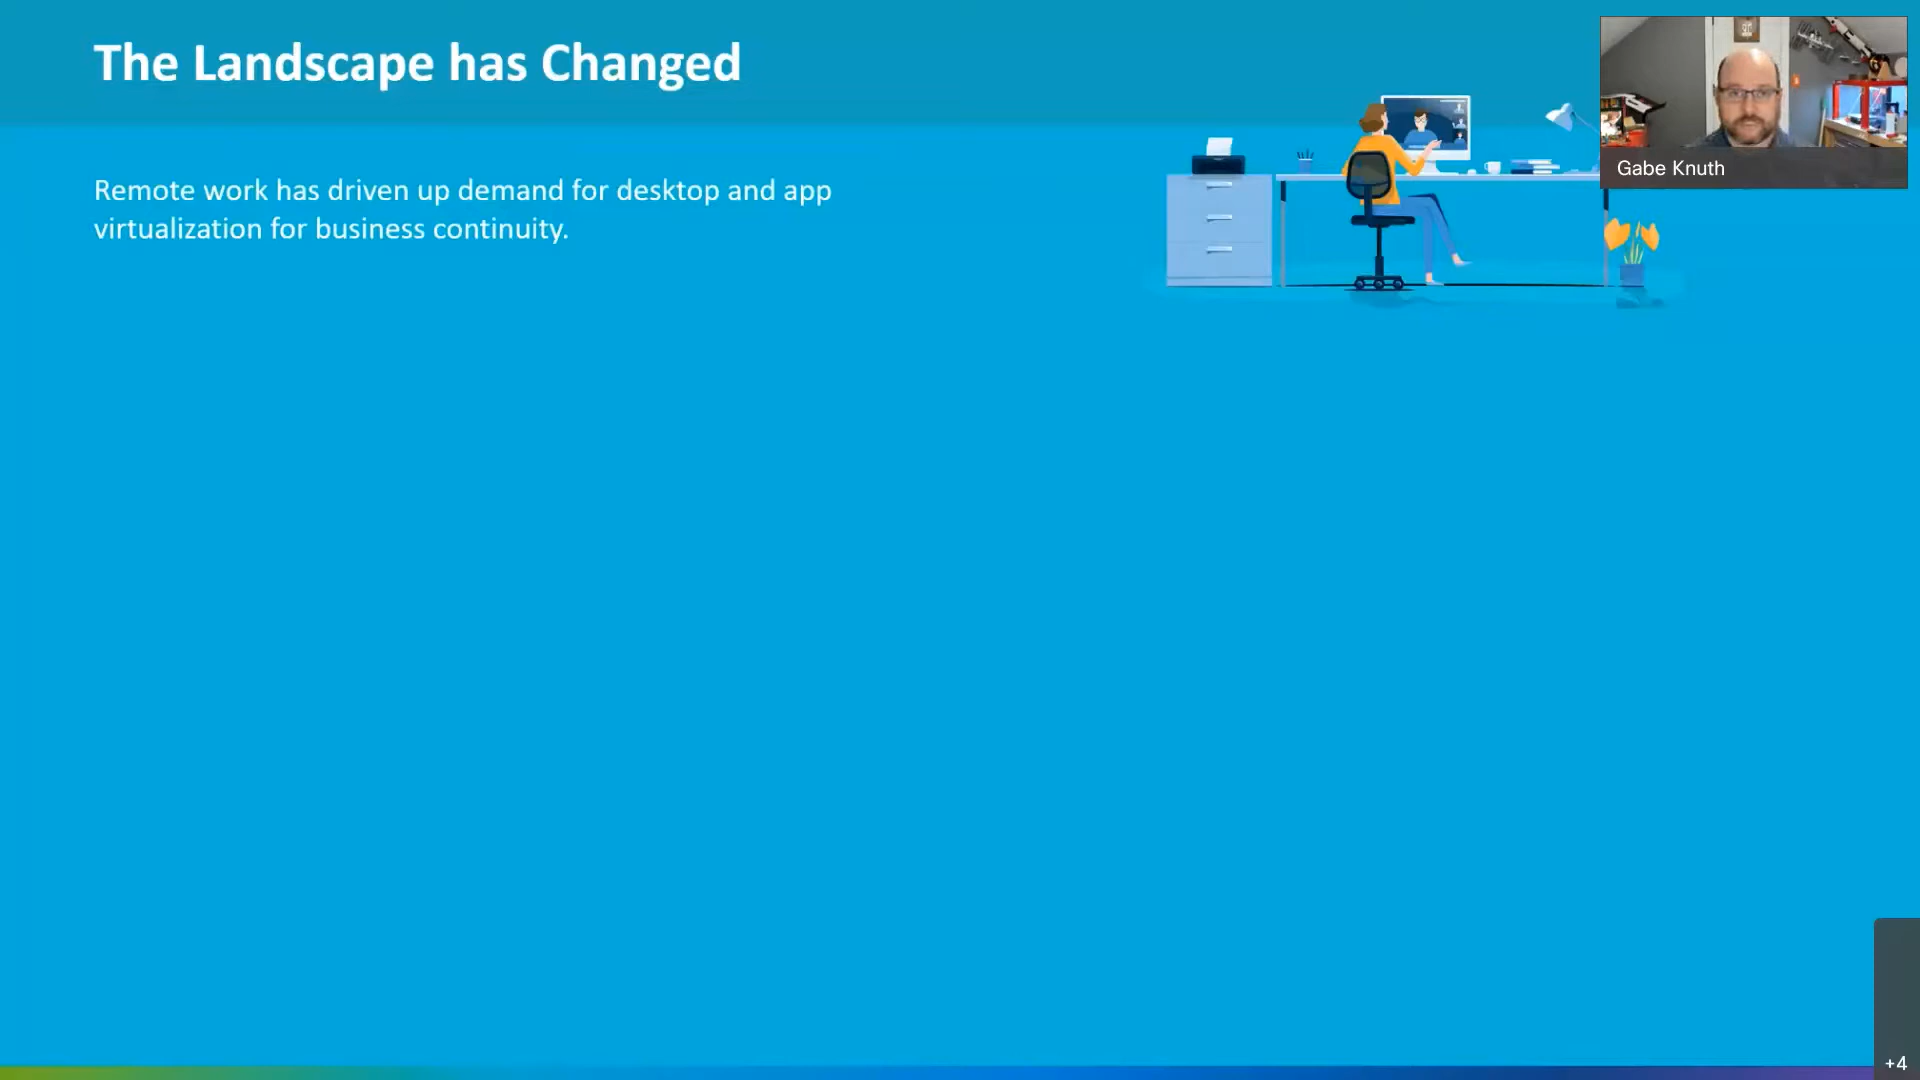 The Landscape has Changed
Remote work has driven up demand for desktop and app
virtualization for business continuity.
Gabe Knuth
+4